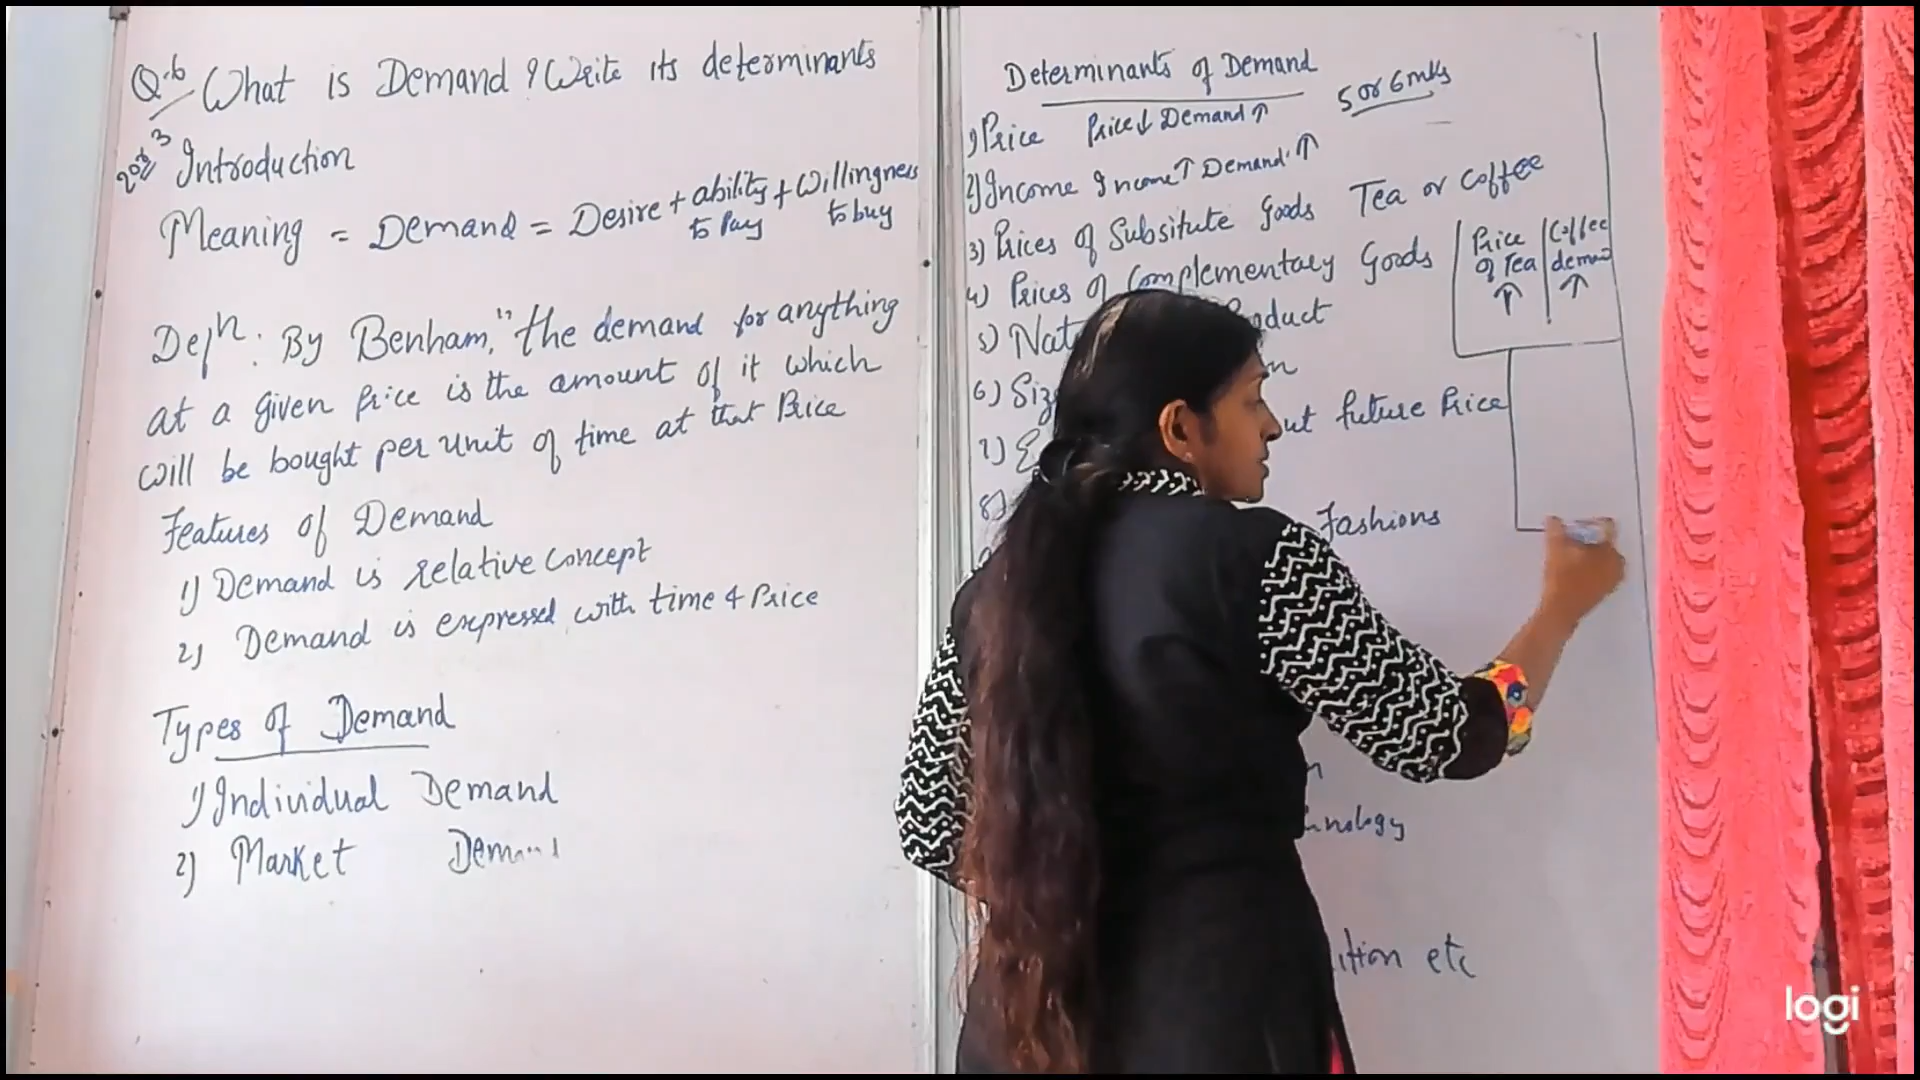 Q.6 What is Demand? Write its determinants
Introduction
Meaning = Demand = Desire + ability + Willingness
to Pay to buy
Defn: By Benham, "the demand for anything
at a given price is the amount of it which
will be bought per unit of time at that Price
Features of Demand
1) Demand is relative concept
2) Demand is expressed with time & Price
Types of Demand
1) Individual Demand
2) Market Demand
Determinants of Demand
5 or 6 mks
1) Price Price↓ Demand↑
2) Income Income↑ Demand↑
3) Prices of Subsitute Goods Tea or Coffee
4) Prices of Complementary Goods
Price of Tea ↑
Coffee demad ↑
5) Nat oduct
6) Siz n
7) E ut future Price
8) Fashions
nology
ition etc
logi